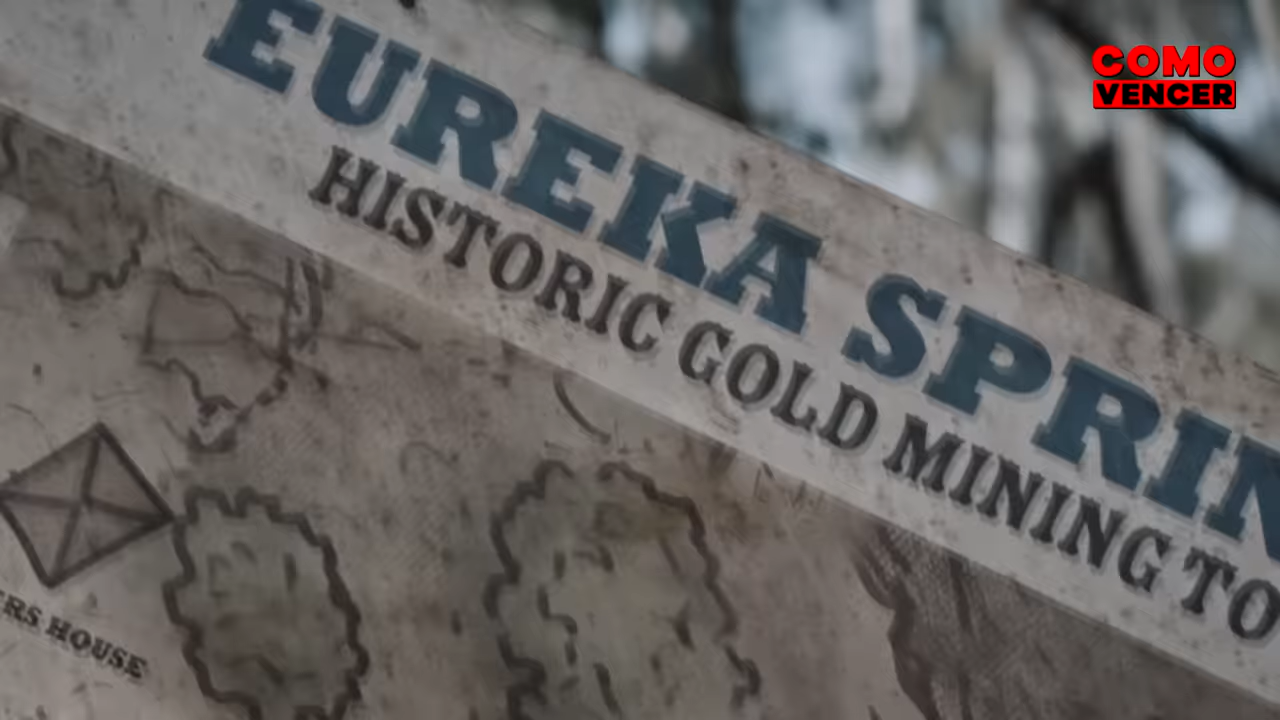 COMO
VENCER
EUREKA SPRIN
HISTORIC GOLD MINING TO
ERS HOUSE